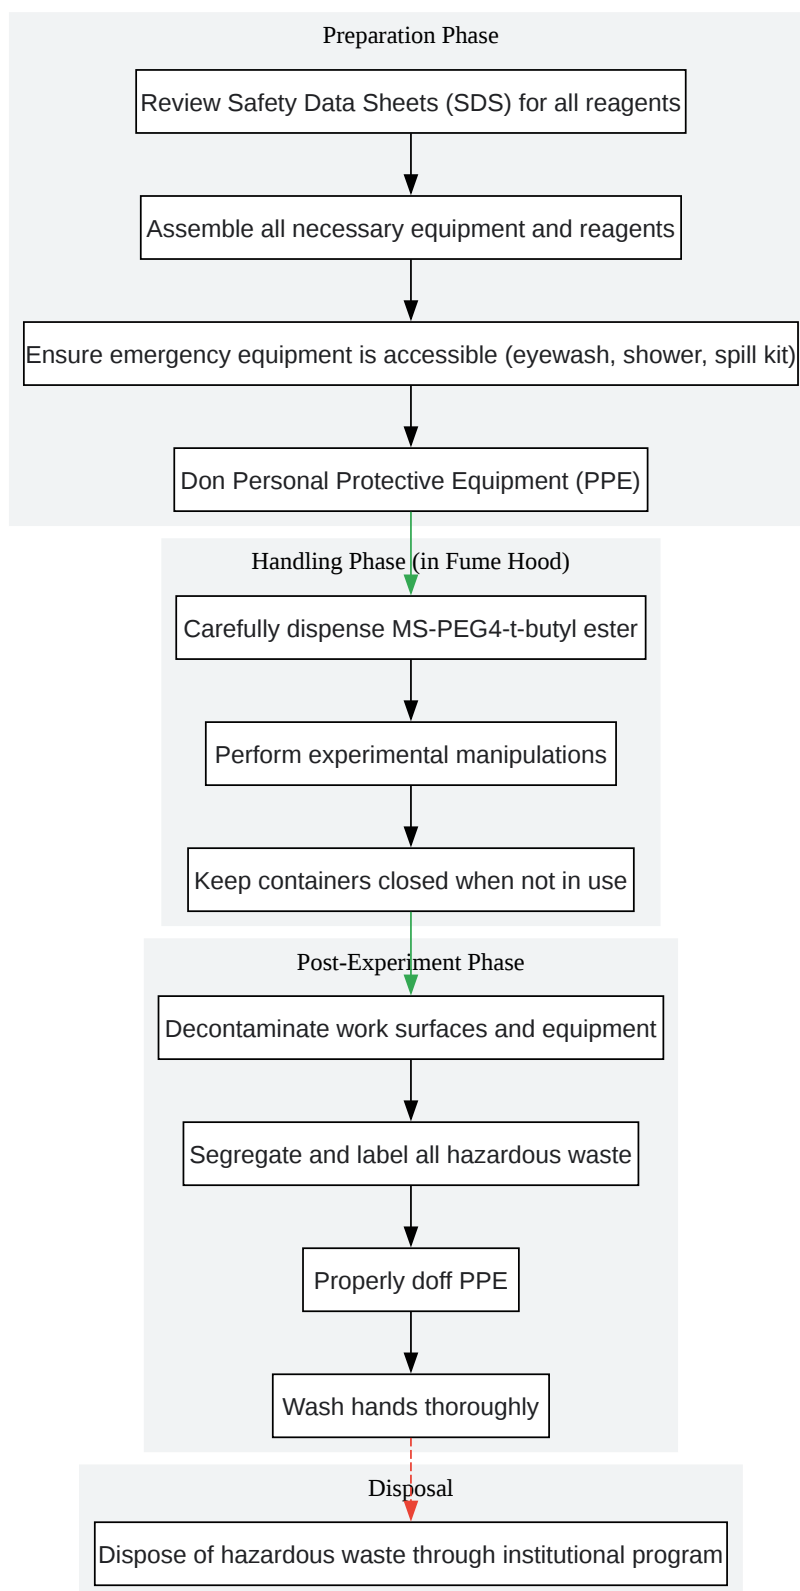 Preparation Phase
Review Safety Data Sheets (SDS) for all reagents
Assemble all necessary equipment and reagents
Ensure emergency equipment is accessible (eyewash, shower, spill kit)
Don Personal Protective Equipment (PPE)
Handling Phase (in Fume Hood)
Carefully dispense MS-PEG4-t-butyl ester
Perform experimental manipulations
Keep containers closed when not in use
Post-Experiment Phase
Decontaminate work surfaces and equipment
Segregate and label all hazardous waste
Properly doff PPE
Wash hands thoroughly
Disposal
Dispose of hazardous waste through institutional program